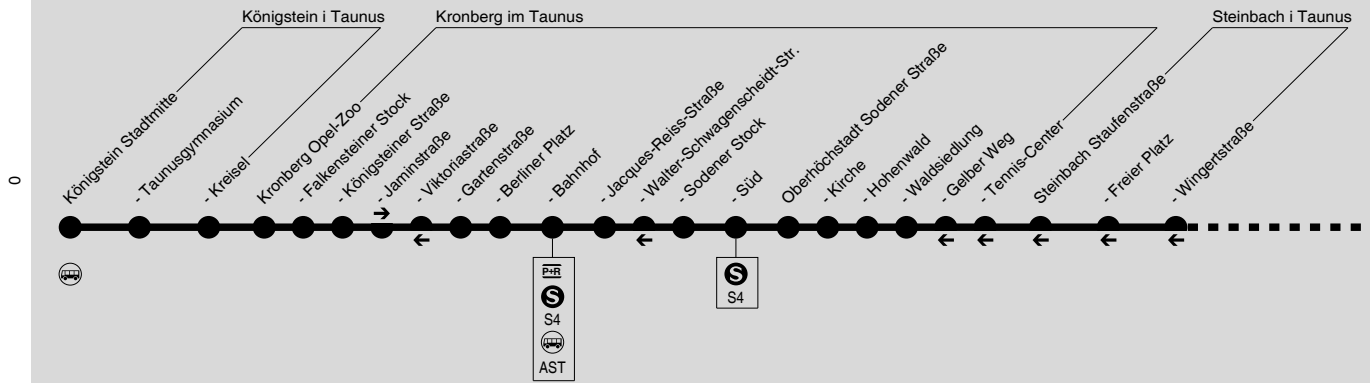 Königstein i Taunus
Kronberg im Taunus
Steinbach i Taunus
Königstein Stadtmitte
- Taunusgymnasium
- Kreisel
Kronberg Opel-Zoo
- Falkensteiner Stock
- Königsteiner Straße
- Jaminstraße
- Viktoriastraße
- Gartenstraße
- Berliner Platz
- Bahnhof
- Jacques-Reiss-Straße
- Walter-Schwagenscheidt-Str.
- Sodener Stock
- Süd
Oberhöchstadt Sodener Straße
- Kirche
- Hohenwald
- Waldsiedlung
- Gelber Weg
- Tennis-Center
Steinbach Staufenstraße
- Freier Platz
- Wingertstraße
0
P+R
S
S4
AST
S
S4